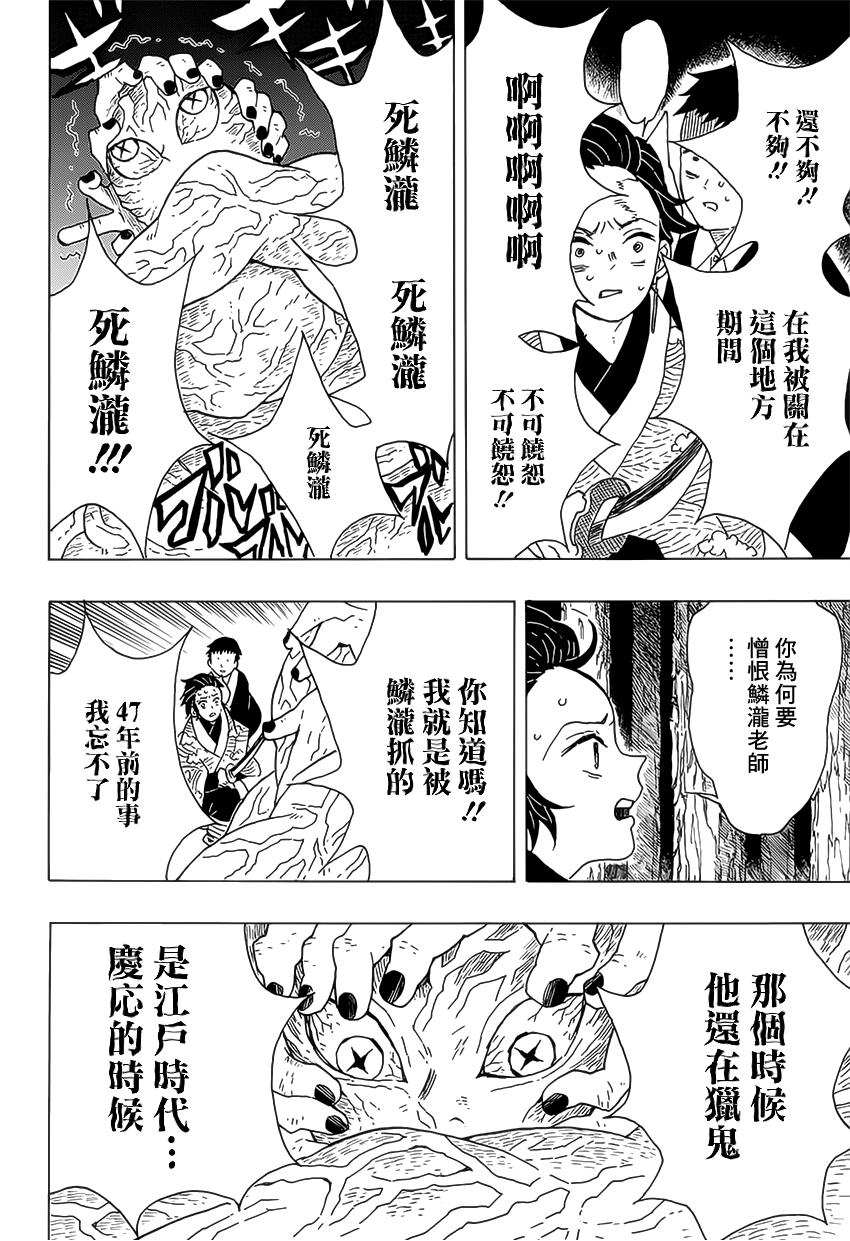 還不夠!!
不夠!!
在我被關在
這個地方
期間
啊啊啊啊啊
不可饒恕
不可饒恕!!
死鱗瀧
死鱗瀧
死鱗瀧
死鱗瀧!!!
你為何要
憎恨鱗瀧老師
……
你知道嗎!!
我就是被
鱗瀧抓的
47年前的事
我忘不了
那個時候
他還在獵鬼
是江戶時代…
慶応的時候